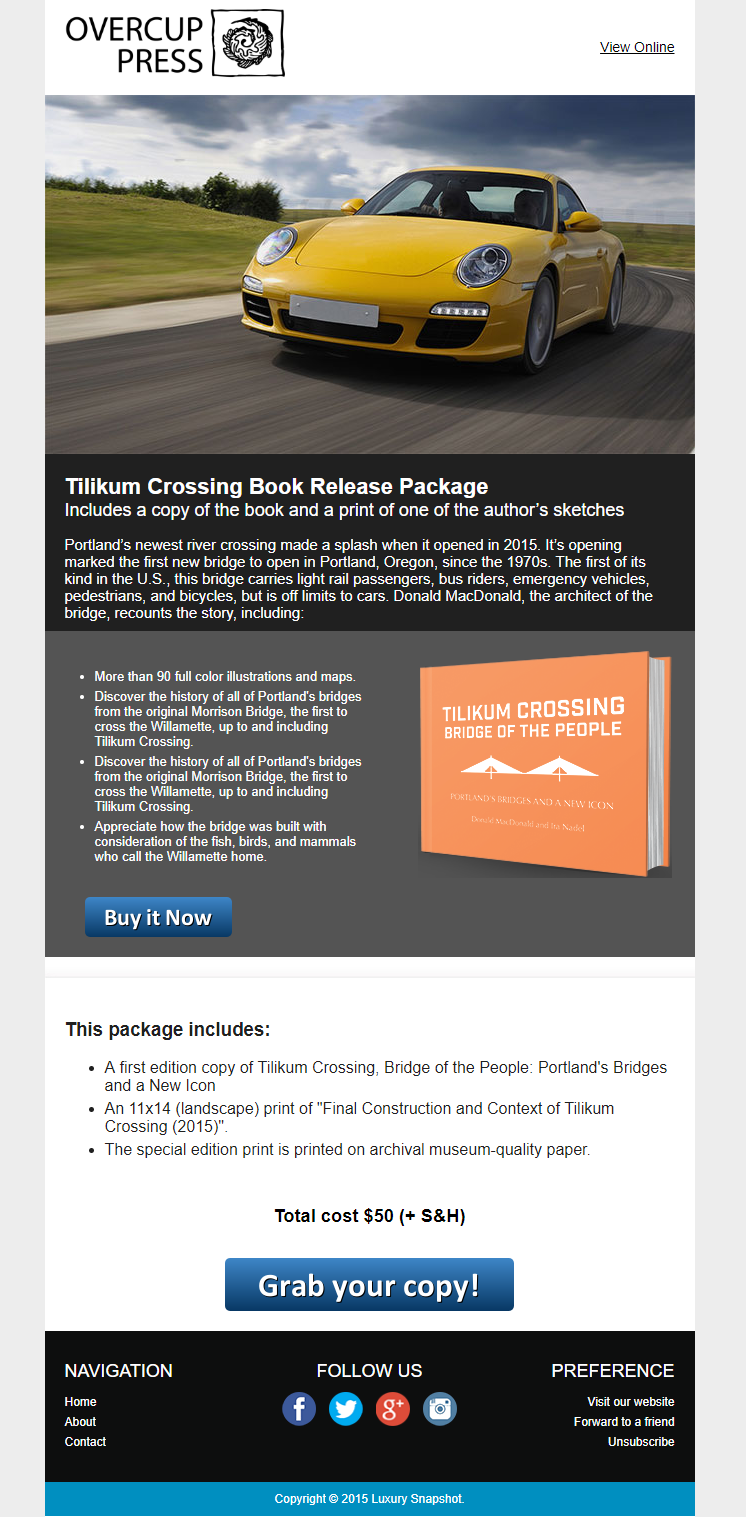 OVERCUP
PRESS
View Online
Tilikum Crossing Book Release Package
Includes a copy of the book and a print of one of the author’s sketches
Portland’s newest river crossing made a splash when it opened in 2015. It’s opening
marked the first new bridge to open in Portland, Oregon, since the 1970s. The first of its
kind in the U.S., this bridge carries light rail passengers, bus riders, emergency vehicles,
pedestrians, and bicycles, but is off limits to cars. Donald MacDonald, the architect of the
bridge, recounts the story, including:
• More than 90 full color illustrations and maps.
• Discover the history of all of Portland's bridges
from the original Morrison Bridge, the first to
cross the Willamette, up to and including
Tilikum Crossing.
• Discover the history of all of Portland's bridges
from the original Morrison Bridge, the first to
cross the Willamette, up to and including
Tilikum Crossing.
• Appreciate how the bridge was built with
consideration of the fish, birds, and mammals
who call the Willamette home.
TILIKUM CROSSING
BRIDGE OF THE PEOPLE
PORTLAND'S BRIDGES AND A NEW ICON
Donald MacDonald and Ira Nadel
Buy it Now
This package includes:
• A first edition copy of Tilikum Crossing, Bridge of the People: Portland's Bridges
and a New Icon
• An 11x14 (landscape) print of "Final Construction and Context of Tilikum
Crossing (2015)".
• The special edition print is printed on archival museum-quality paper.
Total cost $50 (+ S&H)
Grab your copy!
NAVIGATION
Home
About
Contact
FOLLOW US
f
g+
PREFERENCE
Visit our website
Forward to a friend
Unsubscribe
Copyright © 2015 Luxury Snapshot.